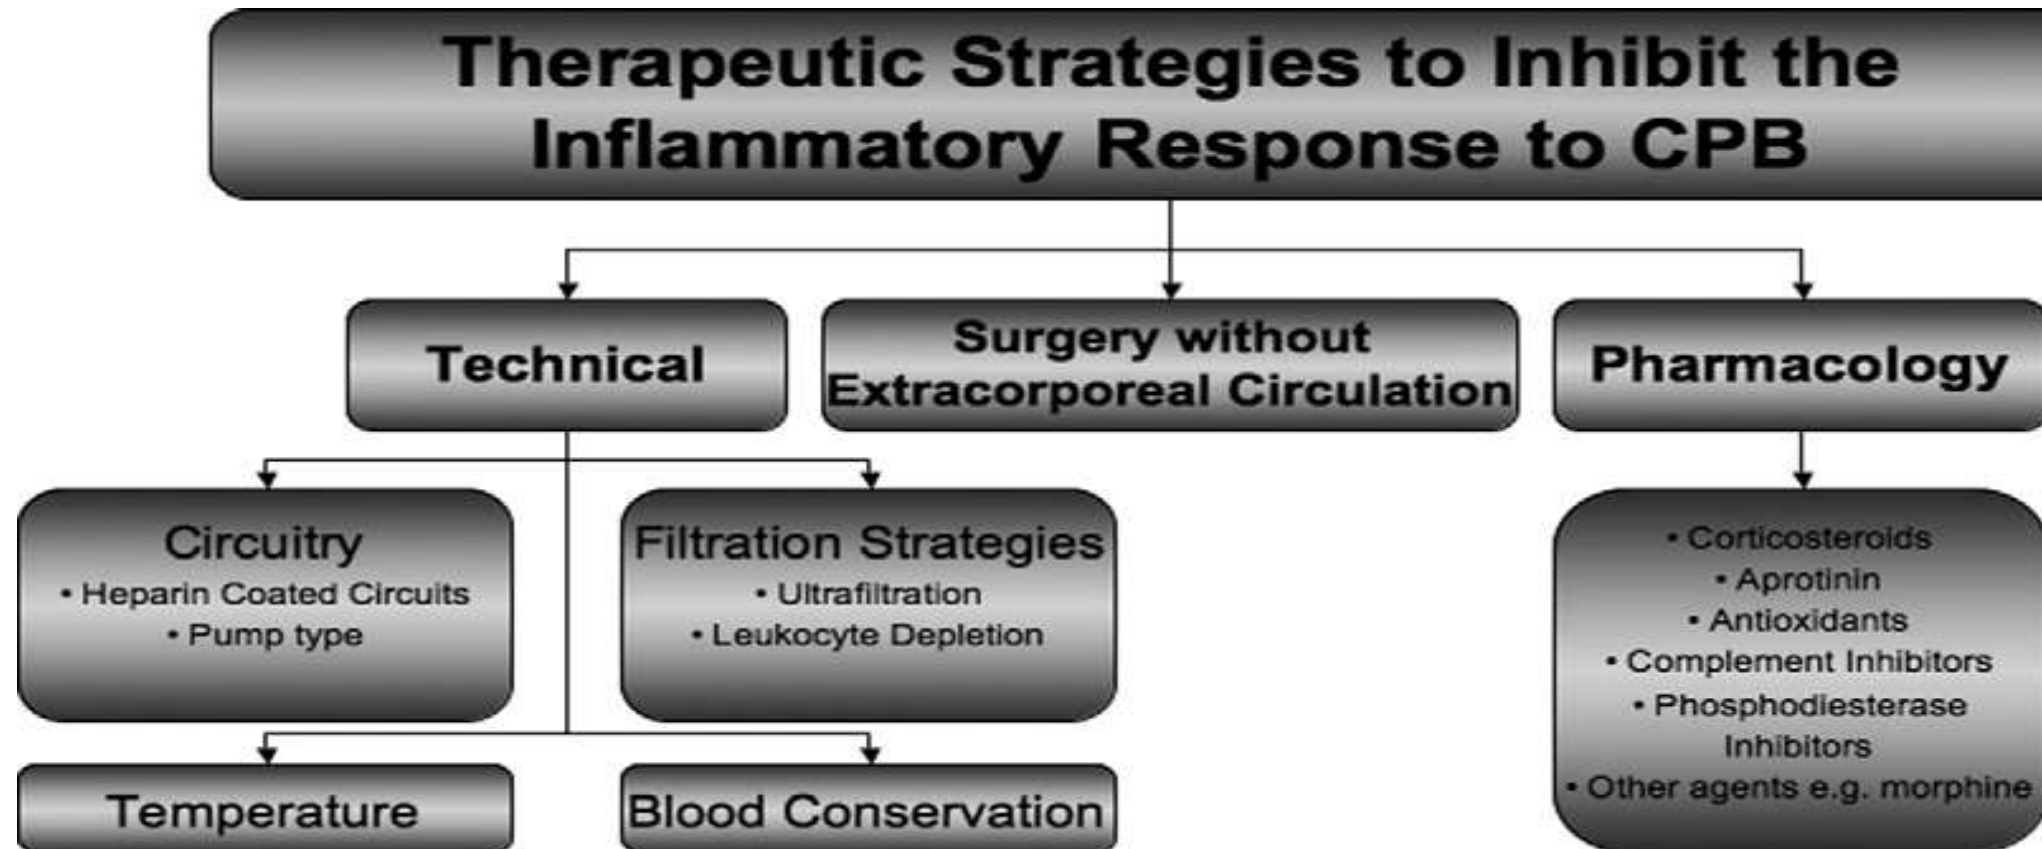 Therapeutic Strategies to Inhibit the
Inflammatory Response to CPB
Technical
Surgery without
Extracorporeal Circulation
Pharmacology
Circuitry
• Heparin Coated Circuits
• Pump type
Filtration Strategies
• Ultrafiltration
• Leukocyte Depletion
Temperature
Blood Conservation
• Corticosteroids
• Aprotinin
• Antioxidants
• Complement Inhibitors
• Phosphodiesterase
Inhibitors
• Other agents e.g. morphine